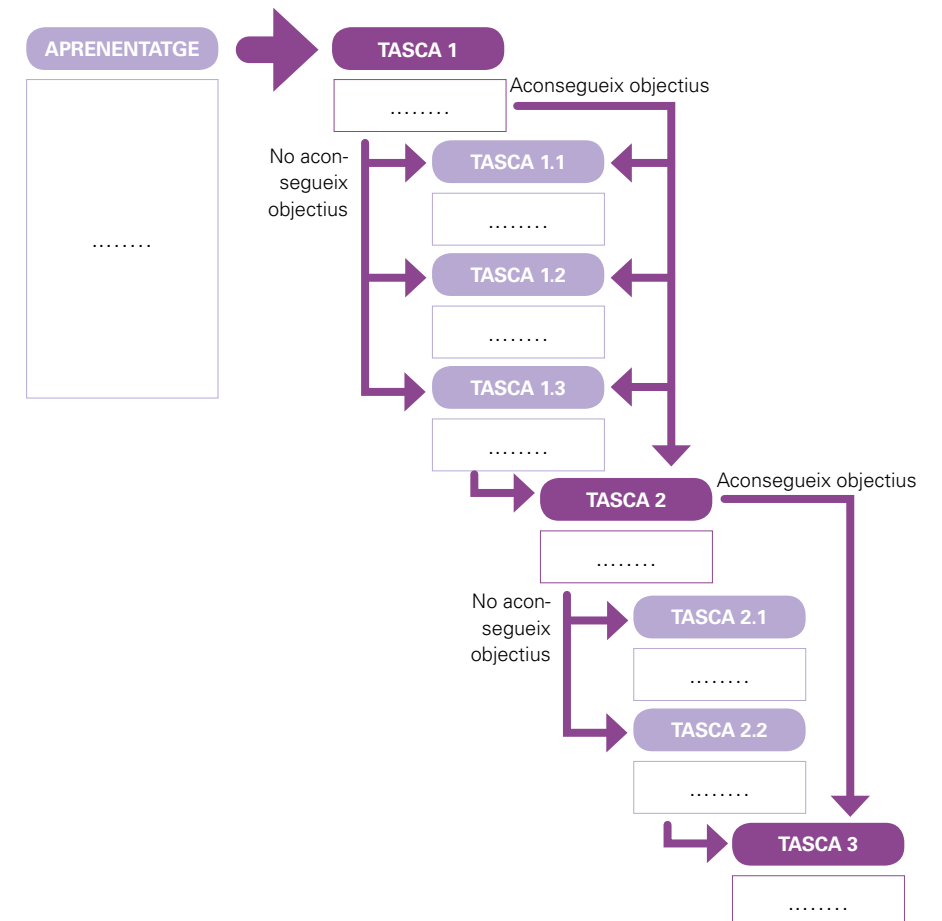 APRENENTATGE
TASCA 1
Aconsegueix objectius
........
No acon-
segueix
objectius
TASCA 1.1
........
........
TASCA 1.2
........
TASCA 1.3
........
Aconsegueix objectius
TASCA 2
........
No acon-
segueix
objectius
TASCA 2.1
........
TASCA 2.2
........
TASCA 3
........